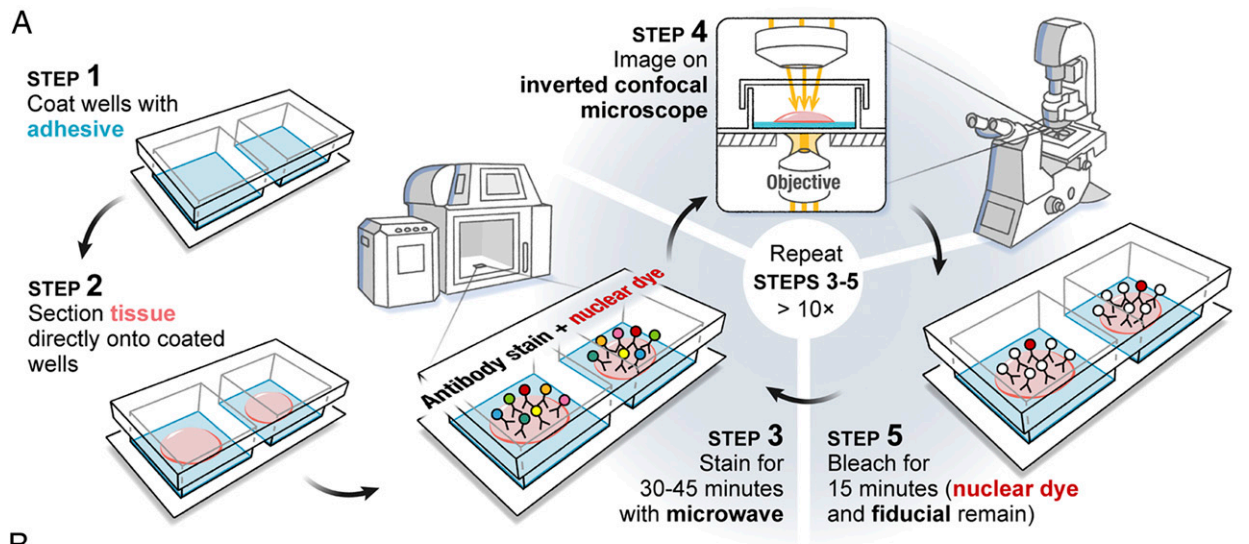 A
STEP 1
Coat wells with
adhesive
STEP 2
Section tissue
directly onto coated
wells
Antibody stain + nuclear dye
STEP 3
Stain for
30-45 minutes
with microwave
STEP 4
Image on
inverted confocal
microscope
Objective
Repeat
STEPS 3-5
> 10×
STEP 5
Bleach for
15 minutes (nuclear dye
and fiducial remain)